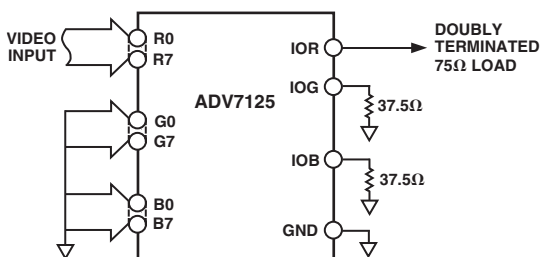 VIDEO
INPUT
R0
R7
G0
G7
B0
B7
ADV7125
IOR
IOG
IOB
GND
DOUBLY
TERMINATED
75Ω LOAD
37.5Ω
37.5Ω